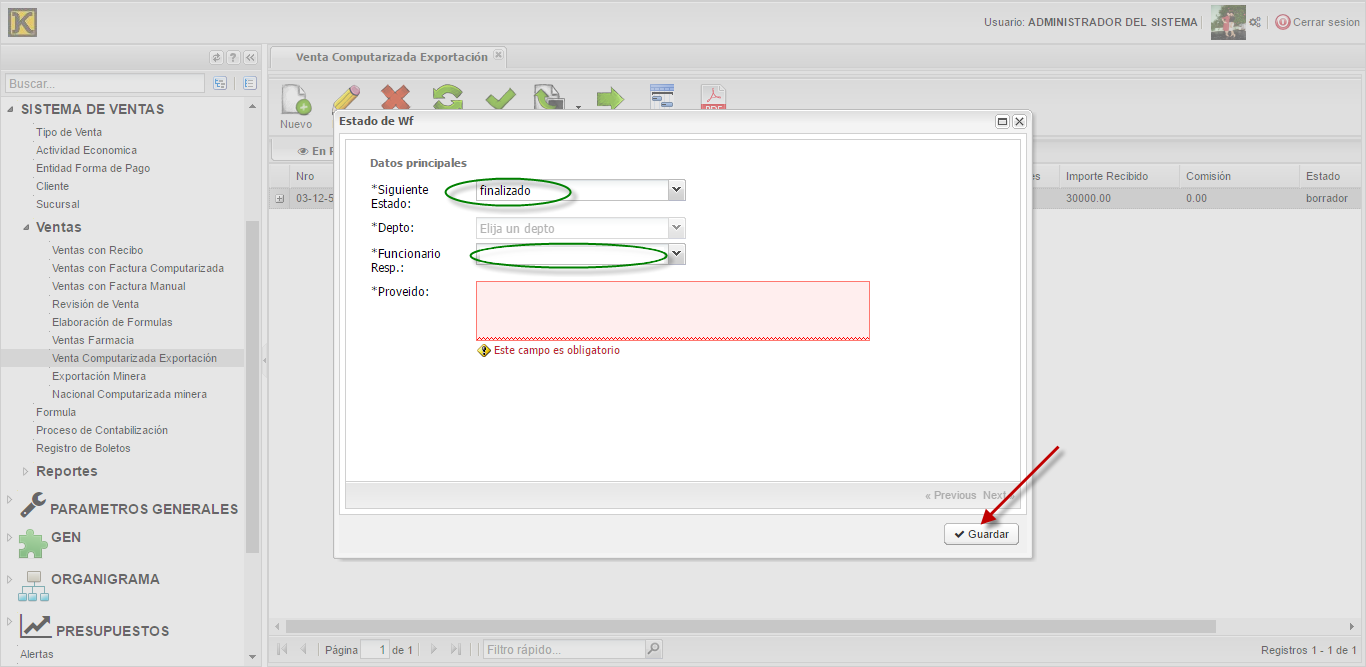 K
Usuario: ADMINISTRADOR DEL SISTEMA
Cerrar sesion
Buscar...
SISTEMA DE VENTAS
Tipo de Venta
Actividad Economica
Entidad Forma de Pago
Cliente
Sucursal
Ventas
Ventas con Recibo
Ventas con Factura Computarizada
Ventas con Factura Manual
Revisión de Venta
Elaboración de Formulas
Ventas Farmacia
Venta Computarizada Exportación
Exportación Minera
Nacional Computarizada minera
Formula
Proceso de Contabilización
Registro de Boletos
Reportes
PARAMETROS GENERALES
GEN
ORGANIGRAMA
PRESUPUESTOS
Alertas
Venta Computarizada Exportación
Nuevo
En
Nro
Importe Recibido
Comisión
Estado
03-12-5
30000.00
0.00
borrador
Estado de Wf
Datos principales
*Siguiente
Estado:
finalizado
*Depto:
Elija un depto
*Funcionario
Resp.:
*Proveido:
Este campo es obligatorio
« Previous
Next
Guardar
Página
1
de 1
Filtro rápido...
Registros 1 - 1 de 1